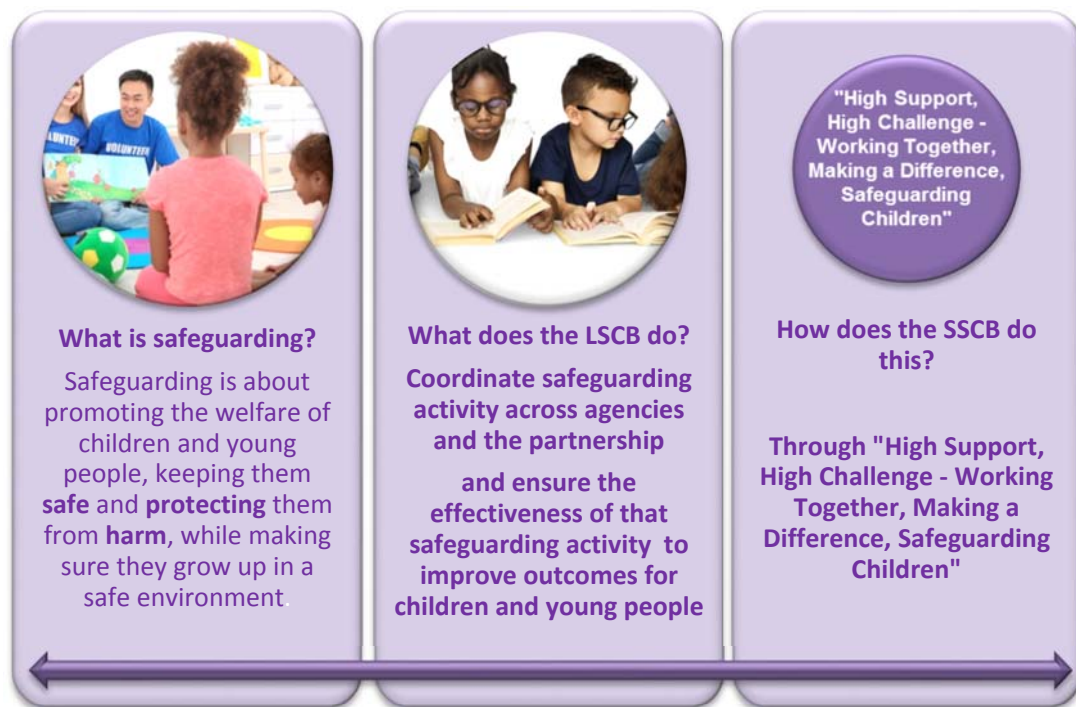 VOLUNTEER
"High Support,
High Challenge -
Working Together,
Making a Difference,
Safeguarding
Children"
What is safeguarding?
Safeguarding is about
promoting the welfare of
children and young
people, keeping them
safe and protecting them
from harm, while making
sure they grow up in a
safe environment.
What does the LSCB do?
Coordinate safeguarding
activity across agencies
and the partnership
and ensure the
effectiveness of that
safeguarding activity to
improve outcomes for
children and young people
How does the SSCB do
this?
Through "High Support,
High Challenge - Working
Together, Making a
Difference, Safeguarding
Children"